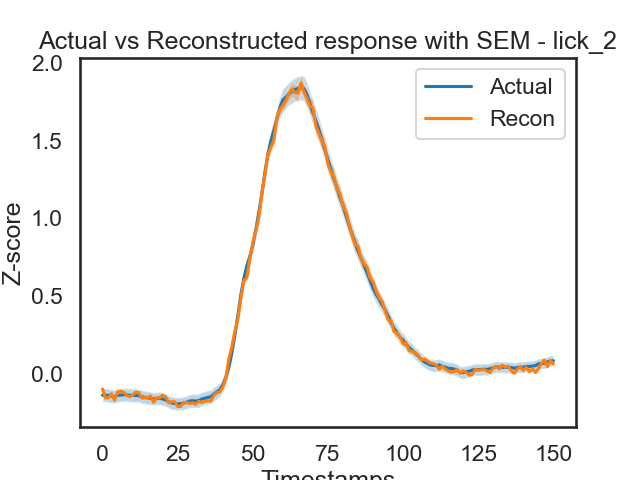 Actual vs Reconstructed response with SEM - lick_2
Actual
Recon
Z-score
2.0
1.5
1.0
0.5
0.0
0 25 50 75 100 125 150
Timestamps